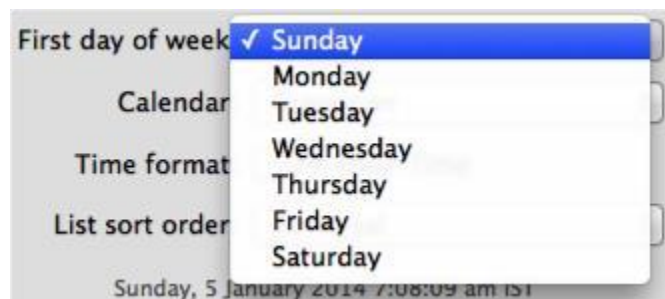 First day of week ✓ Sunday
Monday
Calendar
Tuesday
Wednesday
Time format
Thursday
List sort order
Friday
Saturday
Sunday, 5 January 2014 7:08:09 am IST